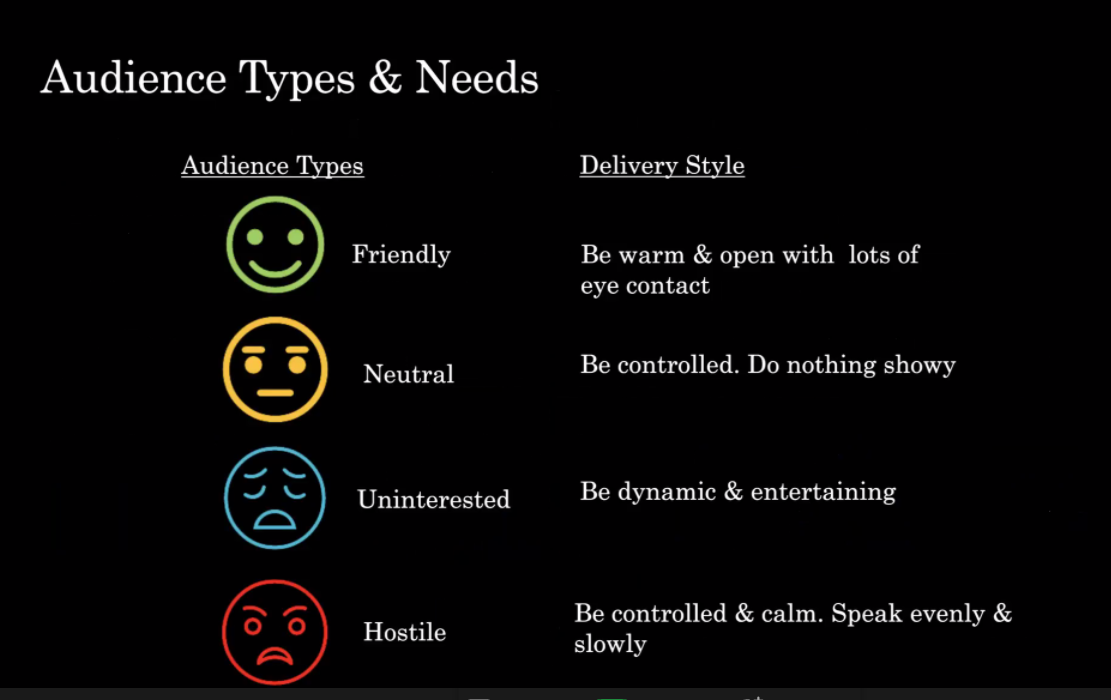 Audience Types & Needs
Audience Types
Delivery Style
Friendly
Be warm & open with lots of
eye contact
Neutral
Be controlled. Do nothing showy
Uninterested
Be dynamic & entertaining
Hostile
Be controlled & calm. Speak evenly &
slowly